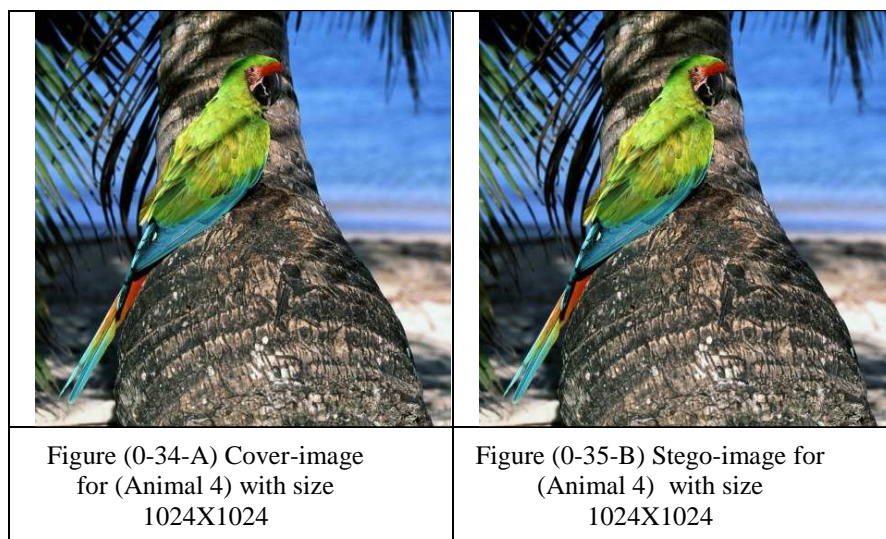 Figure (0-34-A) Cover-image
for (Animal 4) with size
1024X1024
Figure (0-35-B) Stego-image for
(Animal 4) with size
1024X1024